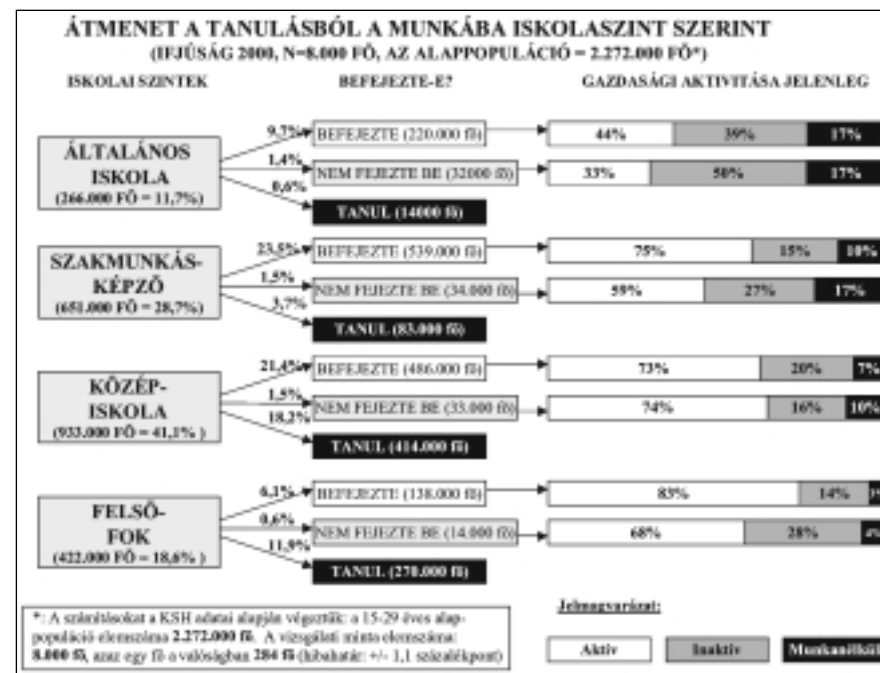 ÁTMENET A TANULÁSBÓL A MUNKÁBA ISKOLASZINT SZERINT
(IFJÚSÁG 2000, N=8.000 FŐ, AZ ALAPPOPULÁCIÓ = 2.272.000 FŐ*)
ISKOLAI SZINTEK BEFEJEZTE-E? GAZDASÁGI AKTIVITÁSA JELENLEG
ÁLTALÁNOS
ISKOLA
(266.000 FŐ = 11,7%)
9,7% BEFEJEZTE (220.000 fő) 44% 39% 17%
1,4% NEM FEJEZTE BE (32000 fő) 33% 50% 17%
0,6% TANUL (14000 fő)
SZAKMUNKÁS-
KÉPZŐ
(651.000 FŐ = 28,7%)
23,5% BEFEJEZTE (539.000 fő) 75% 15% 10%
1,5% NEM FEJEZTE BE (34.000 fő) 59% 27% 17%
3,7% TANUL (83.000 fő)
KÖZÉP-
ISKOLA
(933.000 FŐ = 41,1% )
21,4% BEFEJEZTE (486.000 fő) 73% 20% 7%
1,5% NEM FEJEZTE BE (33.000 fő) 74% 16% 10%
18,2% TANUL (414.000 fő)
FELSŐ-
FOK
(422.000 FŐ = 18,6% )
6,1% BEFEJEZTE (138.000 fő) 83% 14%
0,6% NEM FEJEZTE BE (14.000 fő) 68% 28% 4%
11,9% TANUL (270.000 fő)
*: A számításokat a KSH adatai alapján végeztük: a 15-29 éves alap-
populáció elemszáma 2.272.000 fő. A vizsgálati minta elemszáma:
8.000 fő, azaz egy fő a valóságban 284 fő (hibahatár: +/- 1,1 százalékpont)
Jelmagyarázat:
Aktív Inaktív Munkanélküli